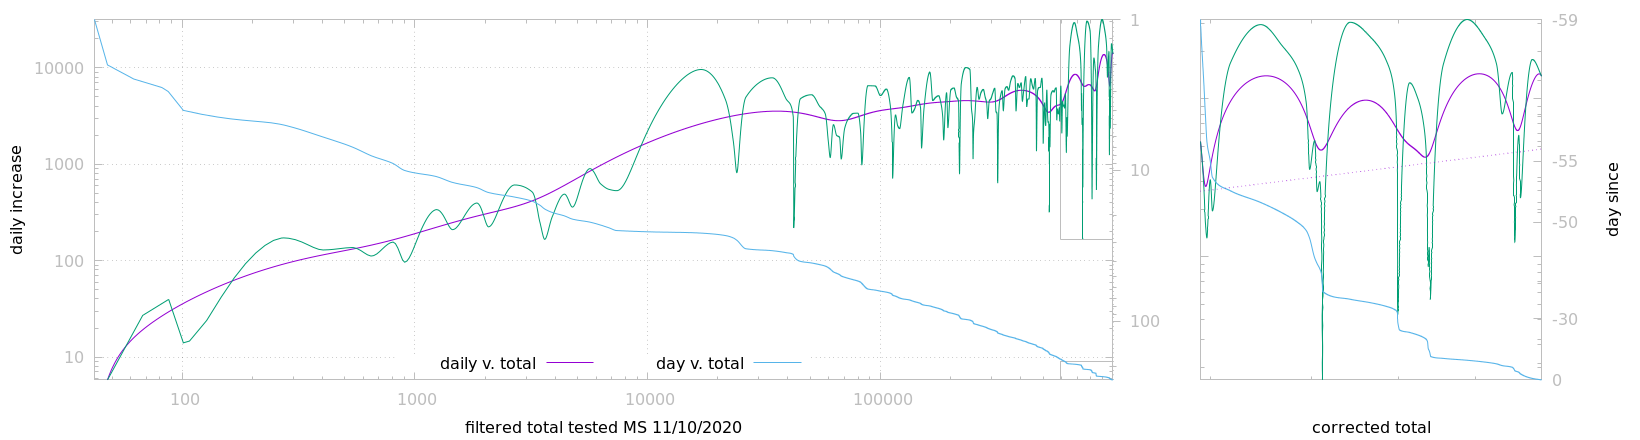 daily increase
10000
1000
100
10
100
1000
10000
100000
filtered total tested MS 11/10/2020
daily v. total
day v. total
1
10
100
-59
-55
-50
-30
0
day since
corrected total